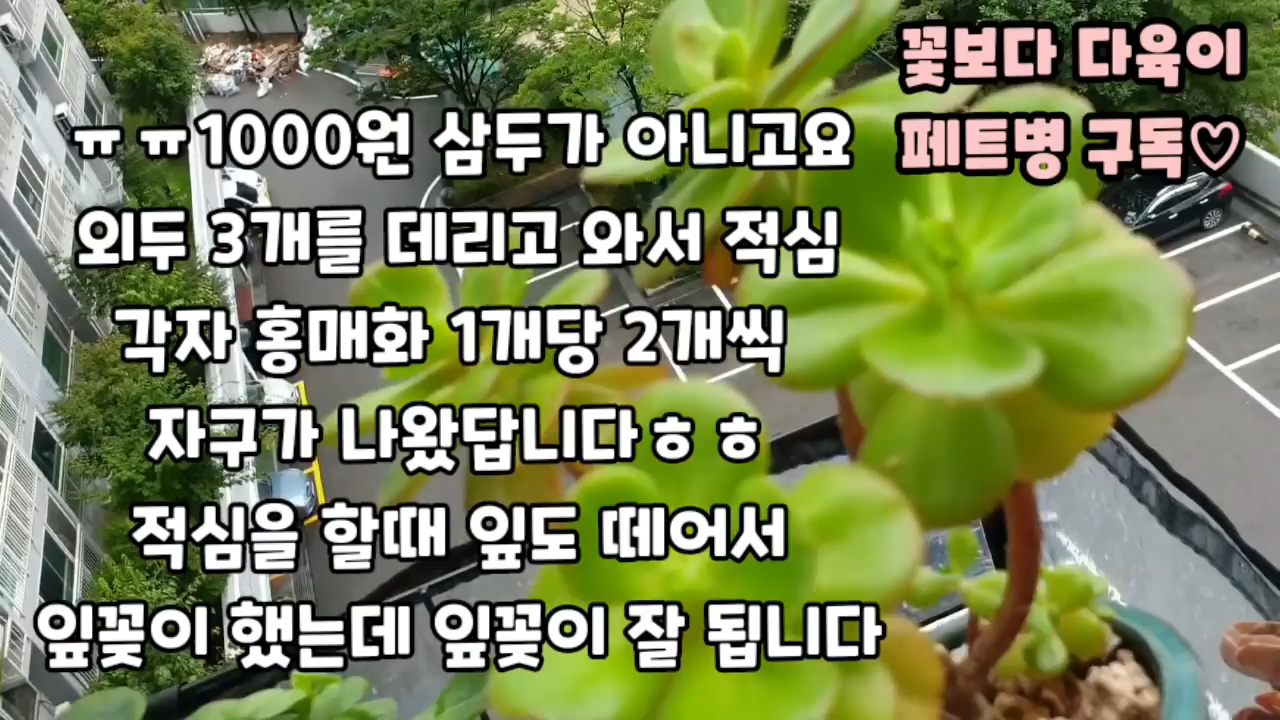 꽃보다 다육이
페트병 구독♡
ㅠㅠ1000원 삼두가 아니고요
외두 3개를 데리고 와서 적심
각자 홍매화 1개당 2개씩
자구가 나왔답니다ㅎㅎ
적심을 할때 잎도 떼어서
잎꽃이 했는데 잎꽃이 잘 됩니다